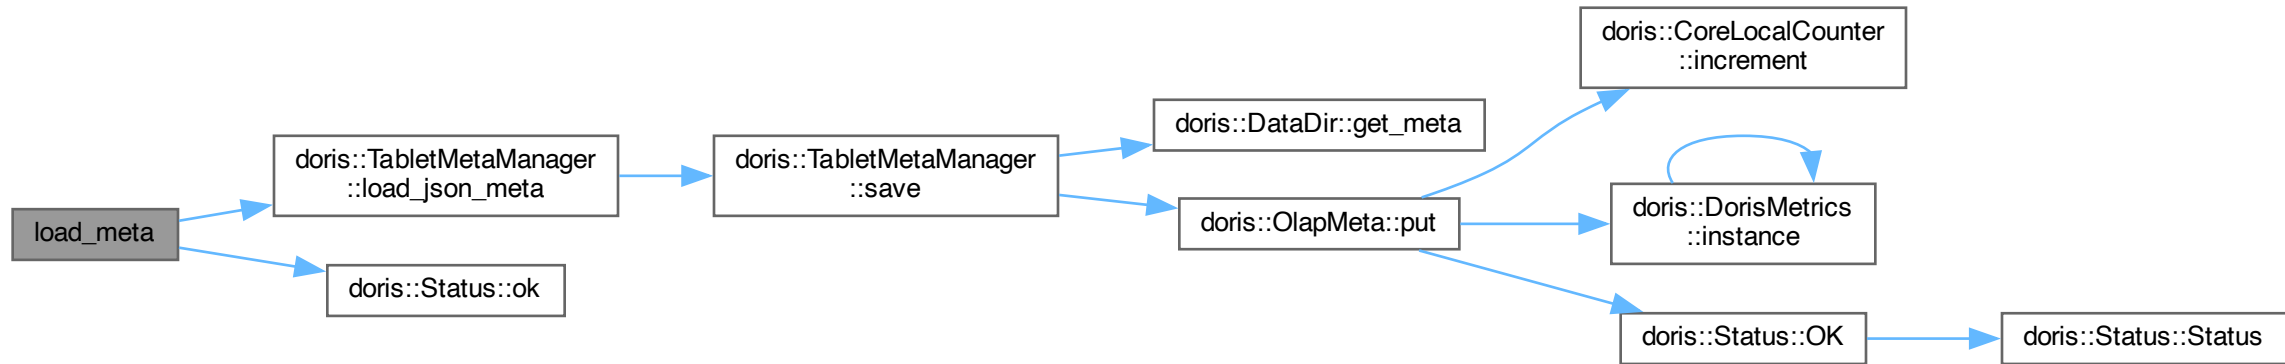 load_meta
doris::TabletMetaManager
::load_json_meta
doris::Status::ok
doris::TabletMetaManager
::save
doris::DataDir::get_meta
doris::OlapMeta::put
doris::CoreLocalCounter
::increment
doris::DorisMetrics
::instance
doris::Status::OK
doris::Status::Status